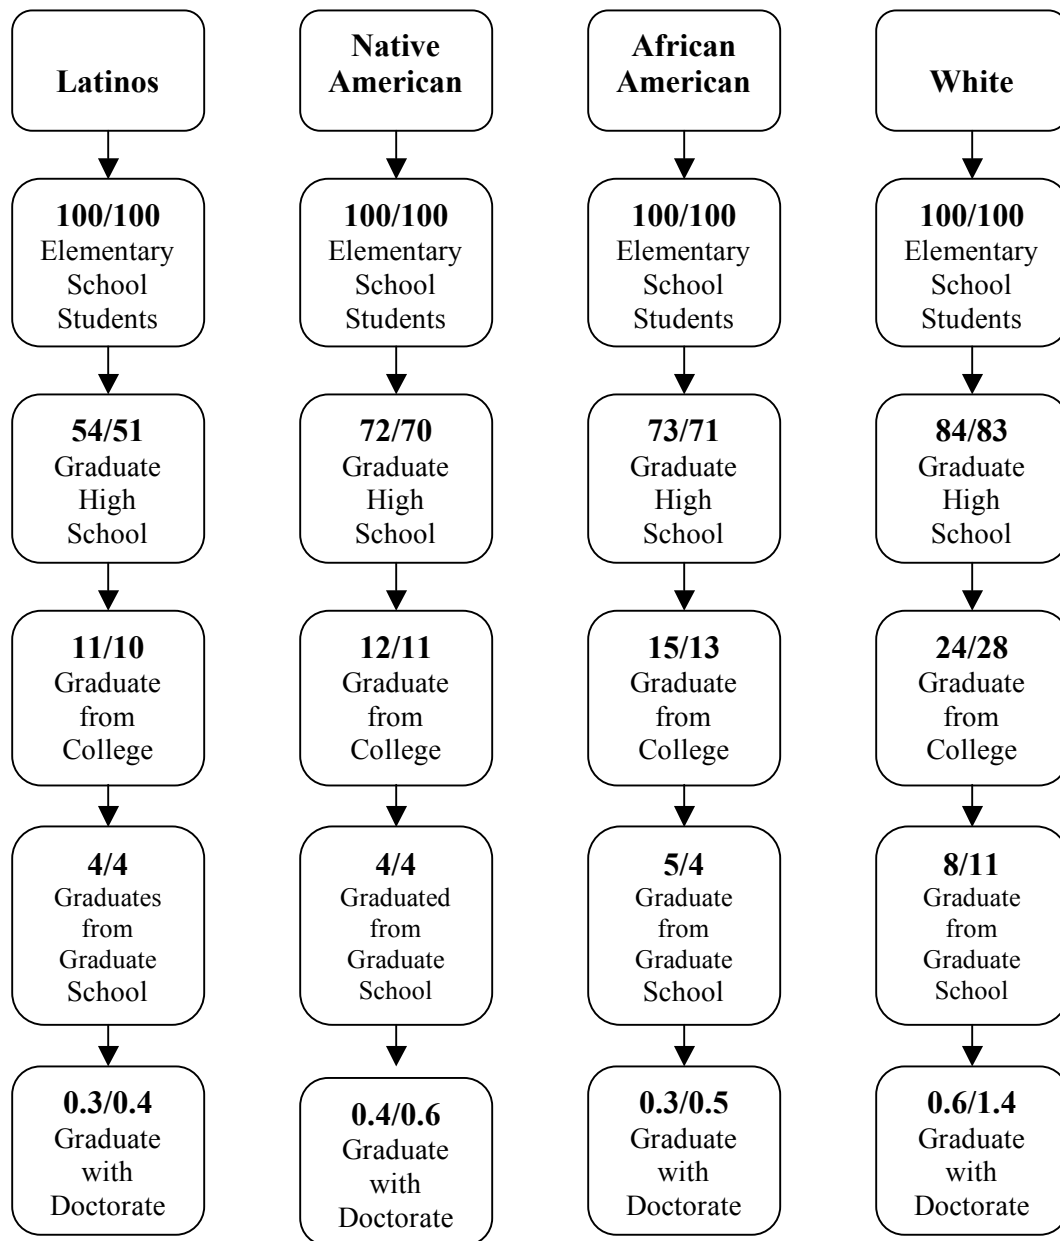 Latinos
Native
American
African
American
White
100/100
Elementary
School
Students
100/100
Elementary
School
Students
100/100
Elementary
School
Students
100/100
Elementary
School
Students
54/51
Graduate
High
School
72/70
Graduate
High
School
73/71
Graduate
High
School
84/83
Graduate
High
School
11/10
Graduate
from
College
12/11
Graduate
from
College
15/13
Graduate
from
College
24/28
Graduate
from
College
4/4
Graduates
from
Graduate
School
4/4
Graduated
from
Graduate
School
5/4
Graduate
from
Graduate
School
8/11
Graduate
from
Graduate
School
0.3/0.4
Graduate
with
Doctorate
0.4/0.6
Graduate
with
Doctorate
0.3/0.5
Graduate
with
Doctorate
0.6/1.4
Graduate
with
Doctorate